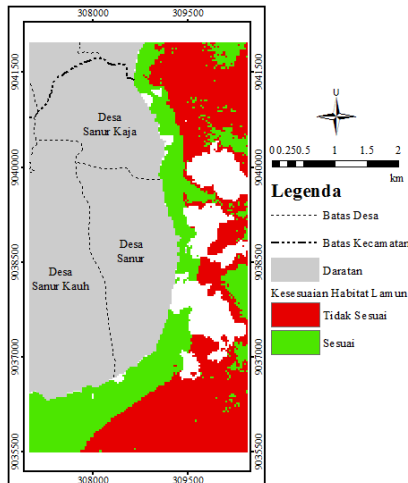 308000 309500
9041500
9041500
9040000
9040000
9038500
9038500
9037000
9037000
9035500
9035500
Desa
Sanur Kaja
Desa
Sanur
Desa
Sanur Kauh
308000 309500
U
0 0.25 0.5 1 1.5 2
km
Legenda
Batas Desa
Batas Kecamatan
Daratan
Kesesuaian Habitat Lamun
Tidak Sesuai
Sesuai